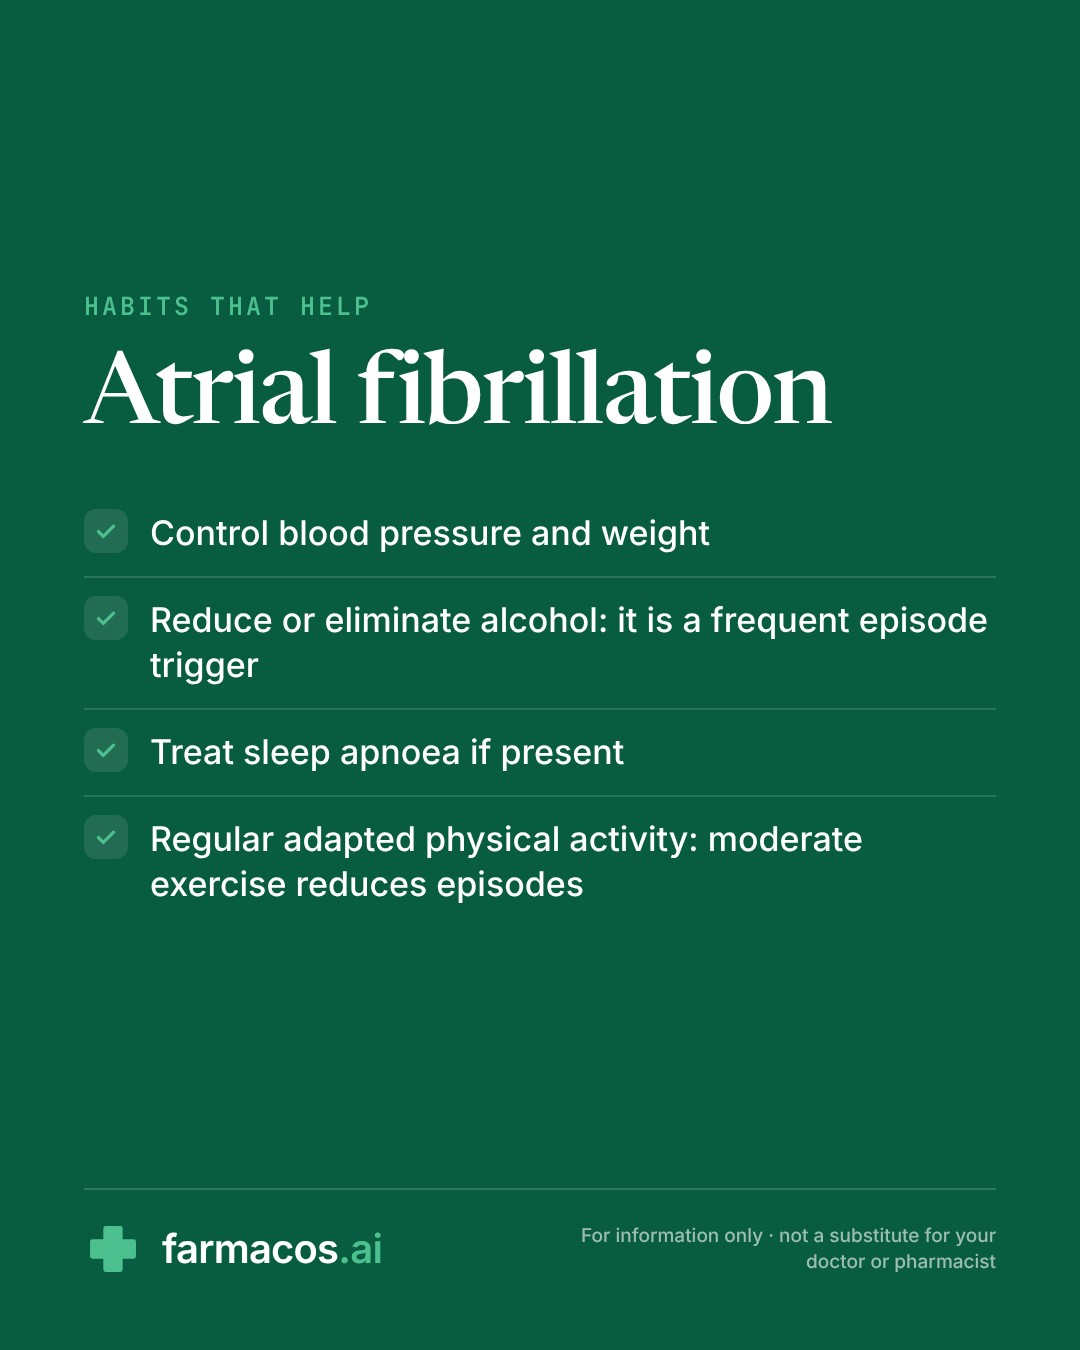 HABITS THAT HELP
Atrial fibrillation
Control blood pressure and weight
Reduce or eliminate alcohol: it is a frequent episode
trigger
Treat sleep apnoea if present
Regular adapted physical activity: moderate
exercise reduces episodes
farmacos.ai
For information only · not a substitute for your
doctor or pharmacist